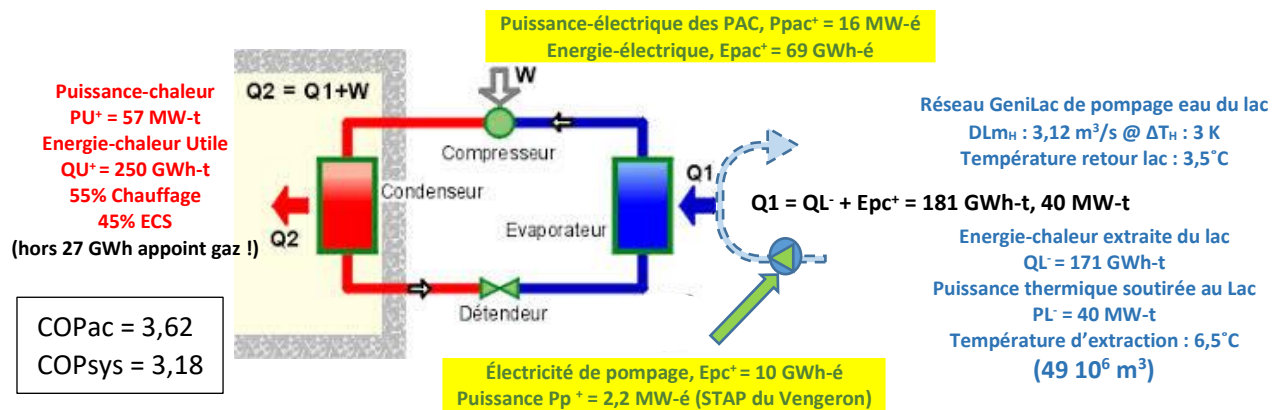 Puissance-électrique des PAC, Ppac⁺ = 16 MW-é
Energie-électrique, Epac⁺ = 69 GWh-é
Puissance-chaleur
PU⁺ = 57 MW-t
Energie-chaleur Utile
QU⁺ = 250 GWh-t
55% Chauffage
45% ECS
(hors 27 GWh appoint gaz !)
COPac = 3,62
COPsys = 3,18
Q2 = Q1+W
W
Compresseur
Condenseur
Q2
Evaporateur
Q1
Détendeur
Réseau GeniLac de pompage eau du lac
DLmH : 3,12 m³/s @ ΔTH : 3 K
Température retour lac : 3,5˚C
Q1 = QL⁻ + Epc⁺ = 181 GWh-t, 40 MW-t
Energie-chaleur extraite du lac
QL⁻ = 171 GWh-t
Puissance thermique soutirée au Lac
PL⁻ = 40 MW-t
Température d’extraction : 6,5˚C
(49 10⁶ m³)
Électricité de pompage, Epc⁺ = 10 GWh-é
Puissance Pp ⁺ = 2,2 MW-é (STAP du Vengeron)